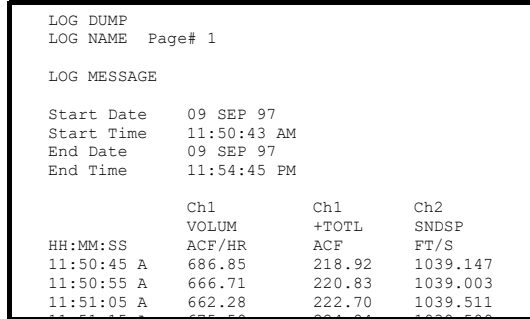 LOG DUMP
LOG NAME Page# 1
LOG MESSAGE
Start Date 09 SEP 97
Start Time 11:50:43 AM
End Date 09 SEP 97
End Time 11:54:45 PM
Ch1 Ch1 Ch2
VOLUM +TOTL SNDSP
HH:MM:SS ACF/HR ACF FT/S
11:50:45 A 686.85 218.92 1039.147
11:50:55 A 666.71 220.83 1039.003
11:51:05 A 662.28 222.70 1039.511